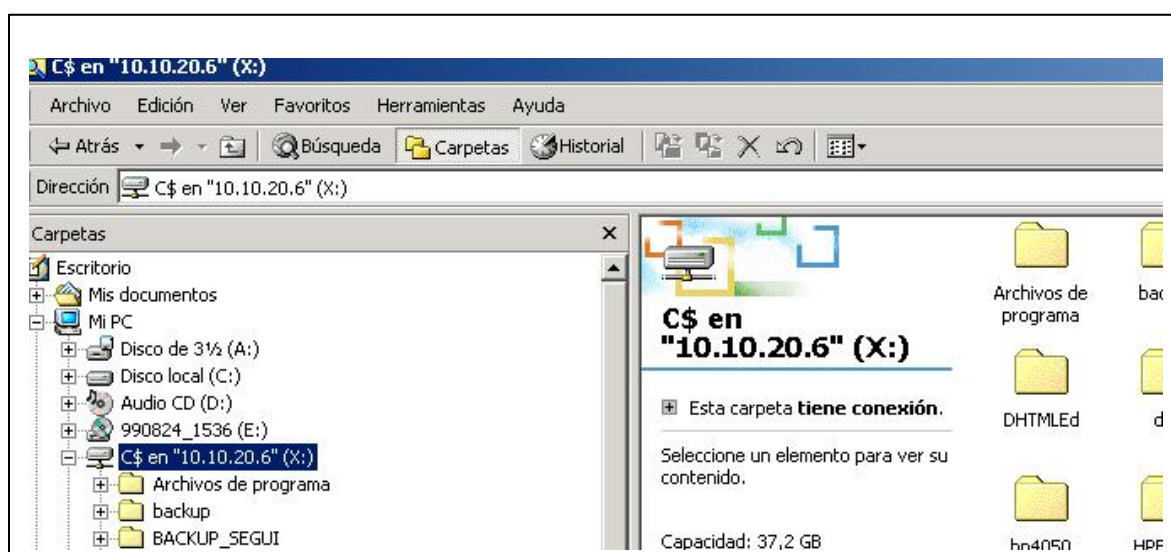 C$ en "10.10.20.6" (X:)
Archivo Edición Ver Favoritos Herramientas Ayuda
Atrás Búsqueda Carpetas Historial
Dirección C$ en "10.10.20.6" (X:)
Carpetas
Escritorio
Mis documentos
Mi PC
Disco de 3½ (A:)
Disco local (C:)
Audio CD (D:)
990824_1536 (E:)
C$ en "10.10.20.6" (X:)
Archivos de programa
backup
BACKUP_SEGUI
C$ en
"10.10.20.6" (X:)
Esta carpeta tiene conexión.
Seleccione un elemento para ver su
contenido.
Capacidad: 37,2 GB
Archivos de
programa
DHTMLEd
hp4050